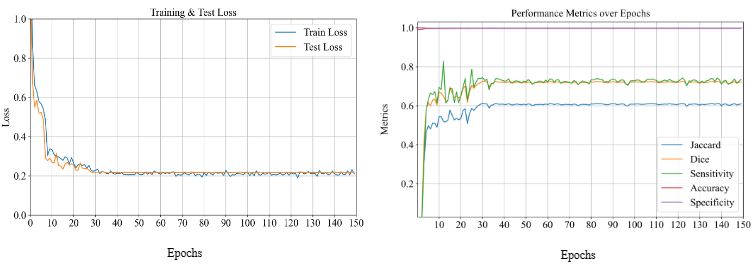 Training & Test Loss
1.0
0.8
0.6
0.4
0.2
0.0
Loss
Train Loss
Test Loss
0 10 20 30 40 50 60 70 80 90 100 110 120 130 140 150
Epochs
Performance Metrics over Epochs
1.0
0.8
0.6
0.4
0.2
Metrics
Jaccard
Dice
Sensitivity
Accuracy
Specificity
0 10 20 30 40 50 60 70 80 90 100 110 120 130 140 150
Epochs